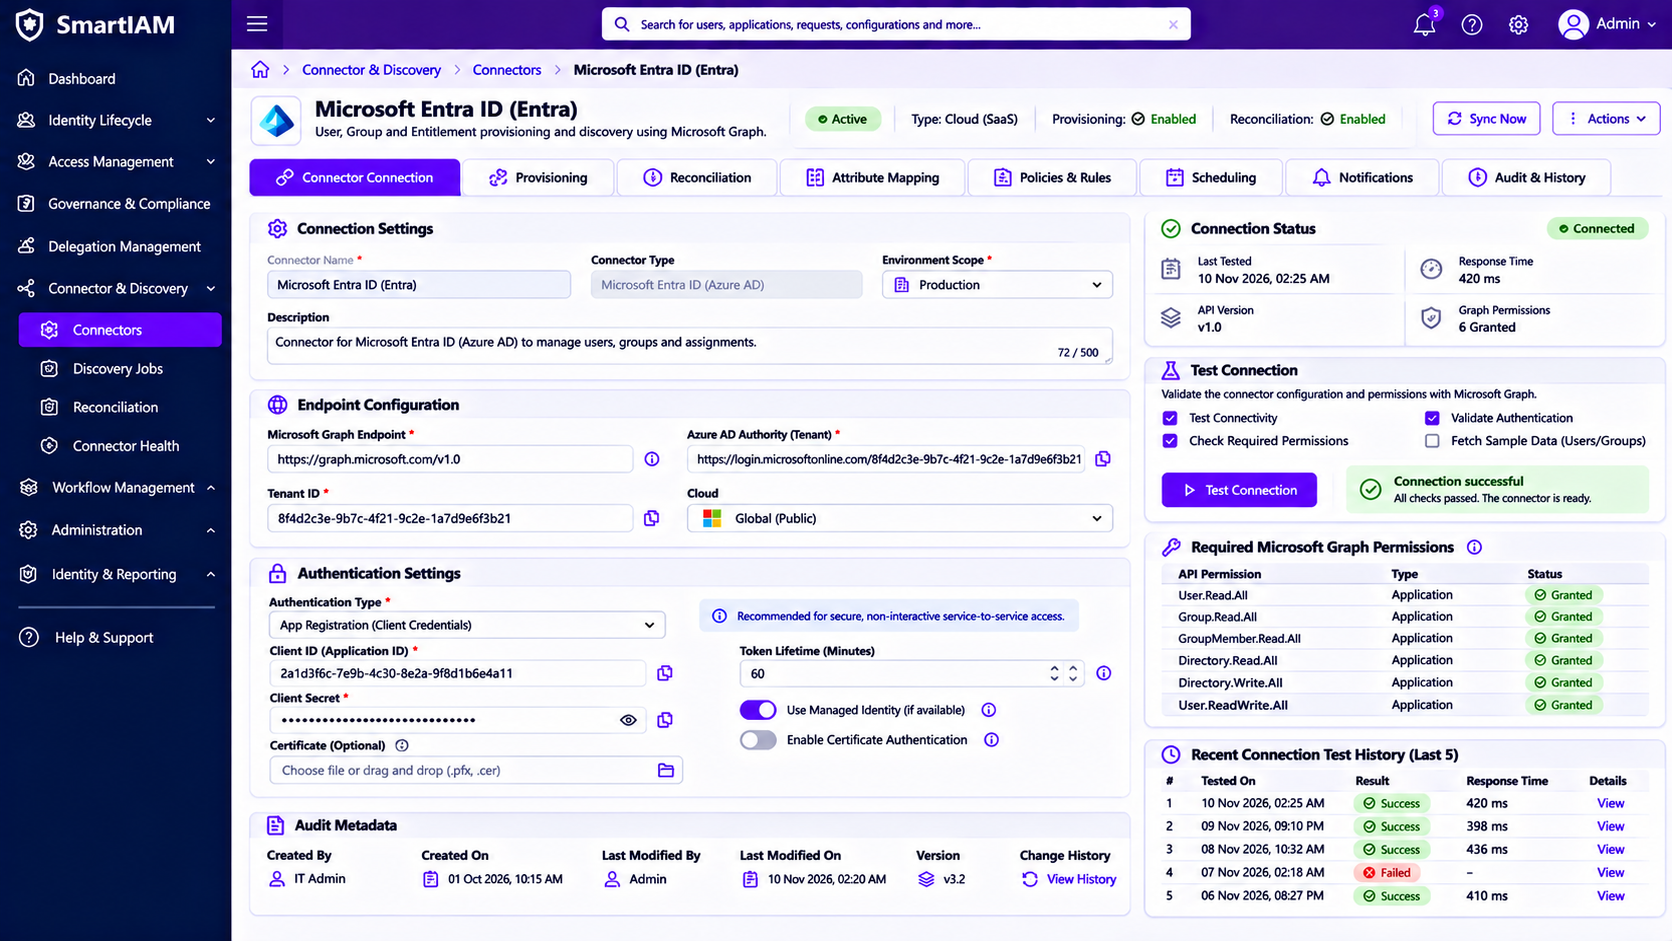 SmartIAM
Search for users, applications, requests, configurations and more...
3
Admin
Dashboard
Identity Lifecycle
Access Management
Governance & Compliance
Delegation Management
Connector & Discovery
Connectors
Discovery Jobs
Reconciliation
Connector Health
Workflow Management
Administration
Identity & Reporting
Help & Support
Connector & Discovery > Connectors > Microsoft Entra ID (Entra)
Microsoft Entra ID (Entra)
User, Group and Entitlement provisioning and discovery using Microsoft Graph.
Active
Type: Cloud (SaaS)
Provisioning: Enabled
Reconciliation: Enabled
Sync Now
Actions
Connector Connection
Provisioning
Reconciliation
Attribute Mapping
Policies & Rules
Scheduling
Notifications
Audit & History
Connection Settings
Connector Name * Connector Type Environment Scope *
Microsoft Entra ID (Entra) Microsoft Entra ID (Azure AD) Production
Description
Connector for Microsoft Entra ID (Azure AD) to manage users, groups and assignments.
72 / 500
Endpoint Configuration
Microsoft Graph Endpoint * Azure AD Authority (Tenant) *
https://graph.microsoft.com/v1.0 https://login.microsoftonline.com/8f4d2c3e-9b7c-4f21-9c2e-1a7d9e6f3b21
Tenant ID * Cloud
8f4d2c3e-9b7c-4f21-9c2e-1a7d9e6f3b21 Global (Public)
Authentication Settings
Authentication Type *
App Registration (Client Credentials)
Recommended for secure, non-interactive service-to-service access.
Client ID (Application ID) * Token Lifetime (Minutes)
2a1d3f6c-7e9b-4c30-8e2a-9f8d1b6e4a11 60
Client Secret *
•••••••••••••••••••••••••••••
Use Managed Identity (if available)
Enable Certificate Authentication
Certificate (Optional)
Choose file or drag and drop (.pfx, .cer)
Audit Metadata
Created By Created On Last Modified By Last Modified On Version Change History
IT Admin 01 Oct 2026, 10:15 AM Admin 10 Nov 2026, 02:20 AM v3.2 View History
Connection Status
Connected
Last Tested Response Time
10 Nov 2026, 02:25 AM 420 ms
API Version Graph Permissions
v1.0 6 Granted
Test Connection
Validate the connector configuration and permissions with Microsoft Graph.
Test Connectivity Validate Authentication
Check Required Permissions Fetch Sample Data (Users/Groups)
Test Connection
Connection successful
All checks passed. The connector is ready.
Required Microsoft Graph Permissions
API Permission Type Status
User.Read.All Application Granted
Group.Read.All Application Granted
GroupMember.Read.All Application Granted
Directory.Read.All Application Granted
Directory.Write.All Application Granted
User.ReadWrite.All Application Granted
Recent Connection Test History (Last 5)
# Tested On Result Response Time Details
1 10 Nov 2026, 02:25 AM Success 420 ms View
2 09 Nov 2026, 09:10 PM Success 398 ms View
3 08 Nov 2026, 10:32 AM Success 436 ms View
4 07 Nov 2026, 02:18 AM Failed – View
5 06 Nov 2026, 08:27 PM Success 410 ms View